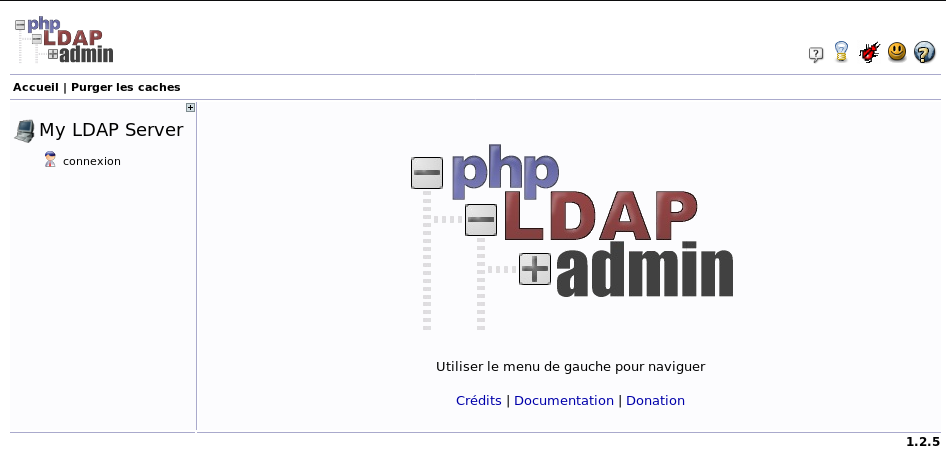 php
LDAP
admin
Accueil | Purger les caches
My LDAP Server
connexion
php
LDAP
admin
Utiliser le menu de gauche pour naviguer
Crédits | Documentation | Donation
1.2.5